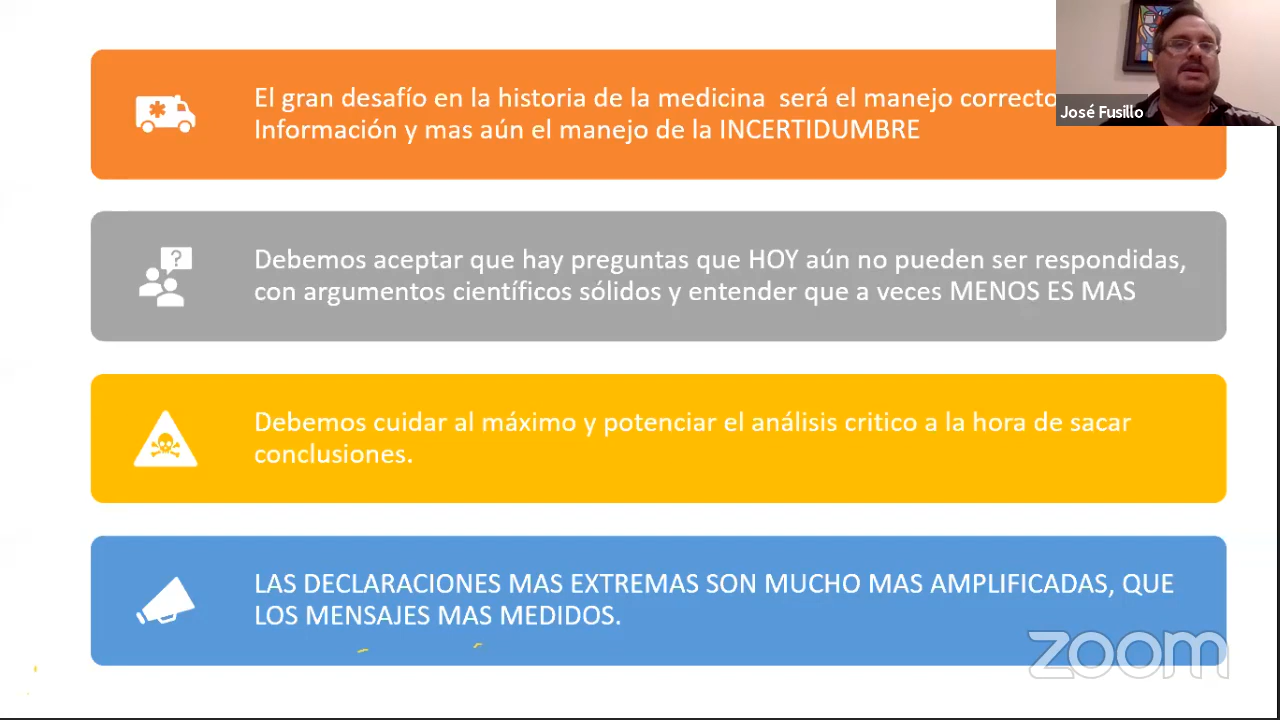 El gran desafío en la historia de la medicina será el manejo correcto
Información y mas aún el manejo de la INCERTIDUMBRE
José Fusillo
?
Debemos aceptar que hay preguntas que HOY aún no pueden ser respondidas,
con argumentos científicos sólidos y entender que a veces MENOS ES MAS
Debemos cuidar al máximo y potenciar el análisis critico a la hora de sacar
conclusiones.
LAS DECLARACIONES MAS EXTREMAS SON MUCHO MAS AMPLIFICADAS, QUE
LOS MENSAJES MAS MEDIDOS.
zoom